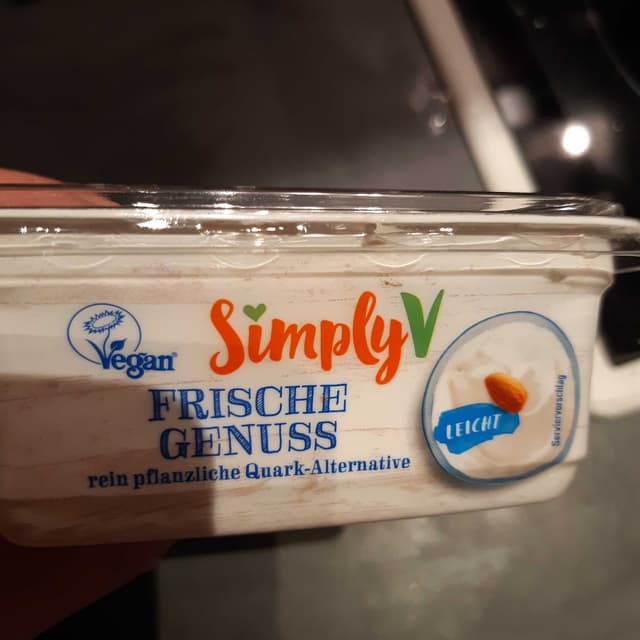 SimplyV
Vegan
FRISCHE
GENUSS
rein pflanzliche Quark-Alternative
LEICHT
Serviervorschlag